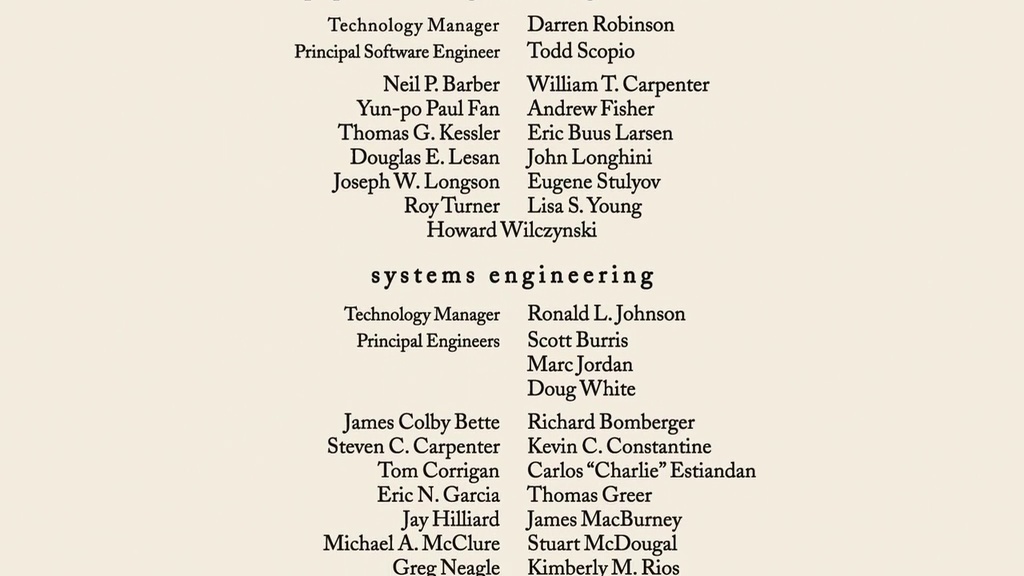 Technology Manager Darren Robinson
Principal Software Engineer Todd Scopio
Neil P. Barber William T. Carpenter
Yun-po Paul Fan Andrew Fisher
Thomas G. Kessler Eric Buus Larsen
Douglas E. Lesan John Longhini
Joseph W. Longson Eugene Stulyov
Roy Turner Lisa S. Young
Howard Wilczynski
systems engineering
Technology Manager Ronald L. Johnson
Principal Engineers Scott Burris
Marc Jordan
Doug White
James Colby Bette Richard Bomberger
Steven C. Carpenter Kevin C. Constantine
Tom Corrigan Carlos “Charlie” Estiandan
Eric N. Garcia Thomas Greer
Jay Hilliard James MacBurney
Michael A. McClure Stuart McDougal
Greg Neagle Kimberly M. Rios